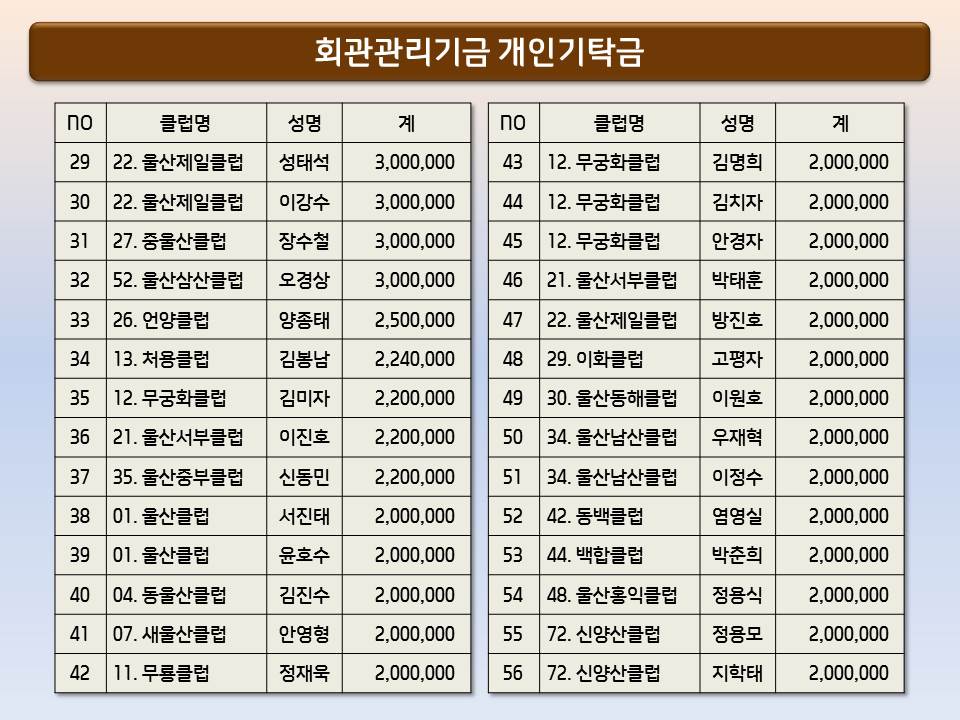 회관관리기금 개인기탁금
NO 클럽명 성명 계
29 22. 울산제일클럽 성태석 3,000,000
30 22. 울산제일클럽 이강수 3,000,000
31 27. 중울산클럽 장수철 3,000,000
32 52. 울산삼산클럽 오경상 3,000,000
33 26. 언양클럽 양종태 2,500,000
34 13. 처용클럽 김봉남 2,240,000
35 12. 무궁화클럽 김미자 2,200,000
36 21. 울산서부클럽 이진호 2,200,000
37 35. 울산중부클럽 신동민 2,200,000
38 01. 울산클럽 서진태 2,000,000
39 01. 울산클럽 윤호수 2,000,000
40 04. 동울산클럽 김진수 2,000,000
41 07. 새울산클럽 안영형 2,000,000
42 11. 무룡클럽 정재욱 2,000,000
NO 클럽명 성명 계
43 12. 무궁화클럽 김명희 2,000,000
44 12. 무궁화클럽 김치자 2,000,000
45 12. 무궁화클럽 안경자 2,000,000
46 21. 울산서부클럽 박태훈 2,000,000
47 22. 울산제일클럽 방진호 2,000,000
48 29. 이화클럽 고평자 2,000,000
49 30. 울산동해클럽 이원호 2,000,000
50 34. 울산남산클럽 우재혁 2,000,000
51 34. 울산남산클럽 이정수 2,000,000
52 42. 동백클럽 염영실 2,000,000
53 44. 백합클럽 박춘희 2,000,000
54 48. 울산홍익클럽 정용식 2,000,000
55 72. 신양산클럽 정용모 2,000,000
56 72. 신양산클럽 지학태 2,000,000